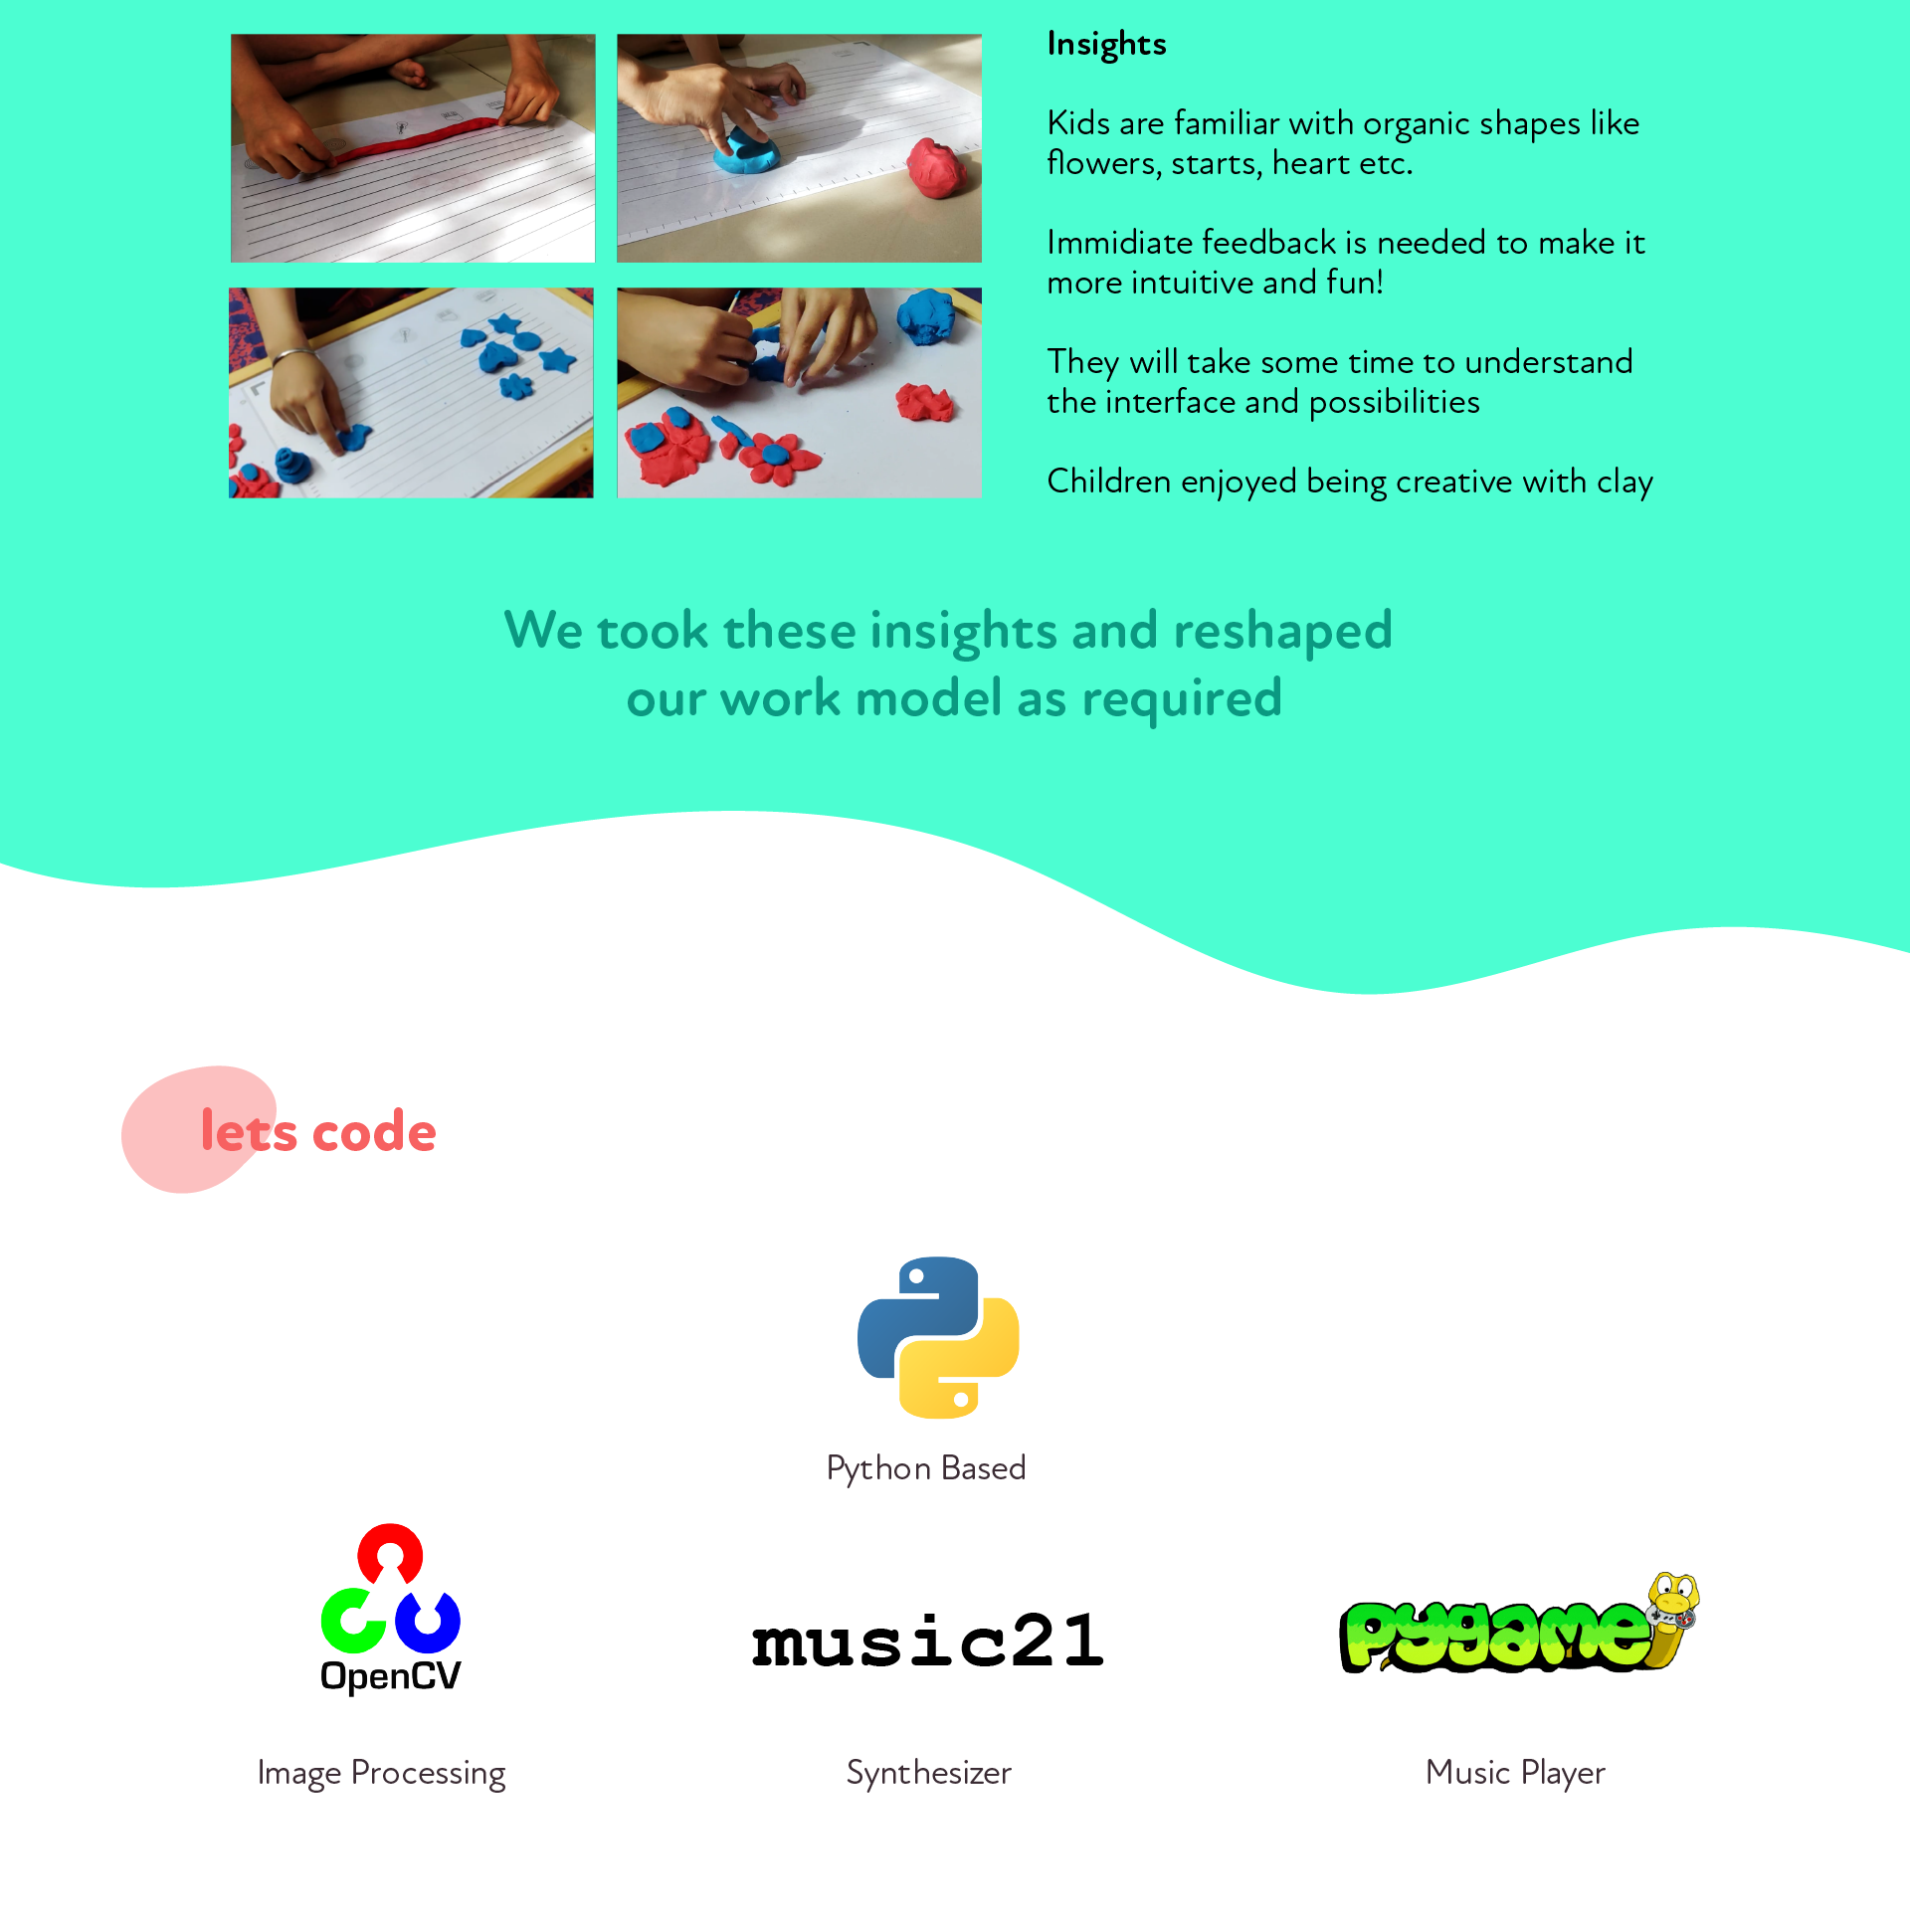 Insights
Kids are familiar with organic shapes like
flowers, starts, heart etc.
Immidiate feedback is needed to make it
more intuitive and fun!
They will take some time to understand
the interface and possibilities
Children enjoyed being creative with clay
We took these insights and reshaped
our work model as required
lets code
Python Based
OpenCV
music21
pygame
Image Processing
Synthesizer
Music Player